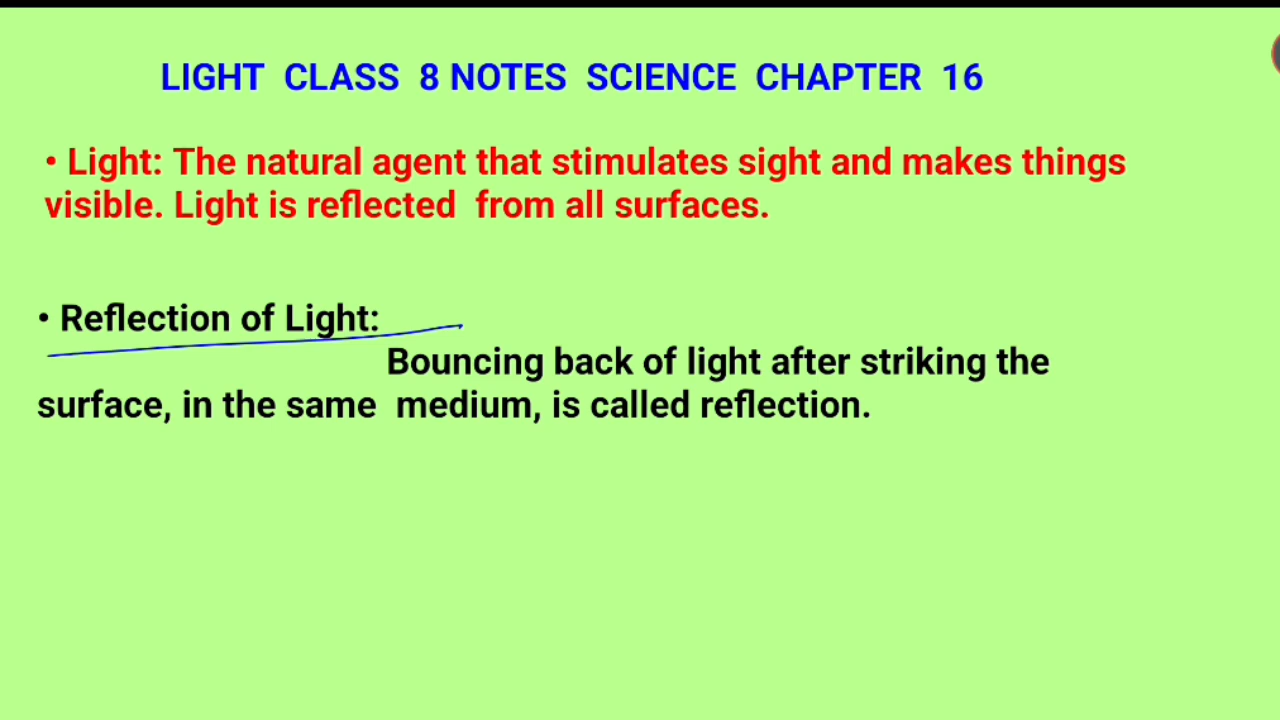 LIGHT CLASS 8 NOTES SCIENCE CHAPTER 16
• Light: The natural agent that stimulates sight and makes things
visible. Light is reflected from all surfaces.
• Reflection of Light:
Bouncing back of light after striking the
surface, in the same medium, is called reflection.